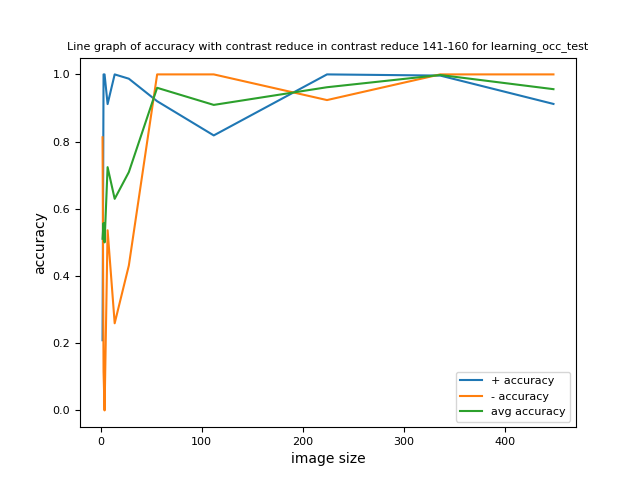 Line graph of accuracy with contrast reduce in contrast reduce 141-160 for learning_occ_test
1.0
0.8
0.6
0.4
0.2
0.0
accuracy
0 100 200 300 400
image size
+ accuracy
- accuracy
avg accuracy